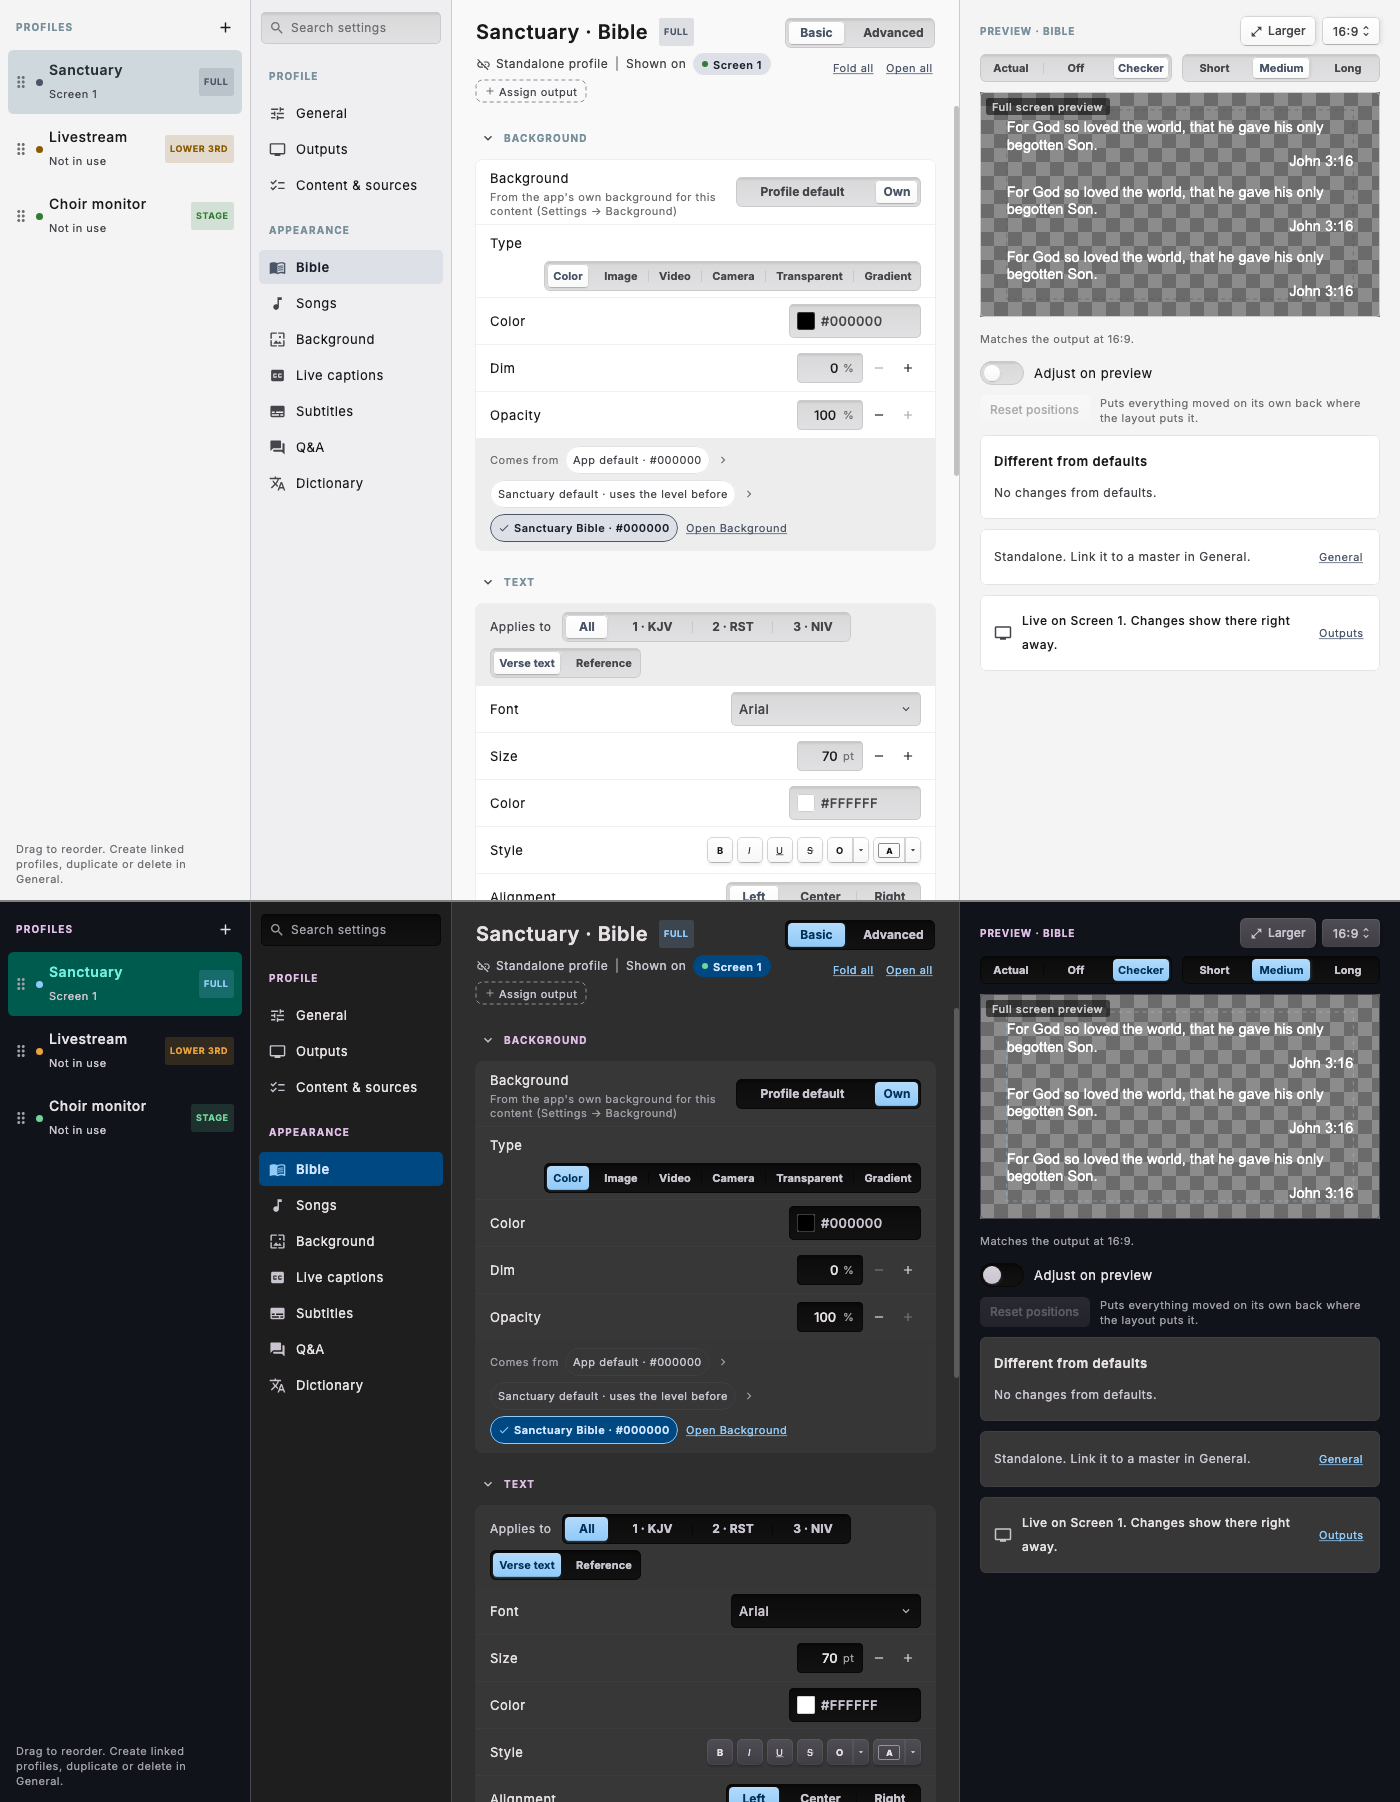 PROFILES
Sanctuary
Screen 1
FULL
Livestream
Not in use
LOWER 3RD
Choir monitor
Not in use
STAGE
Drag to reorder. Create linked
profiles, duplicate or delete in
General.
Search settings
PROFILE
General
Outputs
Content & sources
APPEARANCE
Bible
Songs
Background
Live captions
Subtitles
Q&A
Dictionary
Sanctuary · Bible FULL
Basic Advanced
Standalone profile | Shown on Screen 1
Fold all Open all
+ Assign output
BACKGROUND
Background
From the app's own background for this
content (Settings → Background)
Profile default Own
Type
Color Image Video Camera Transparent Gradient
Color #000000
Dim 0 % − +
Opacity 100 % − +
Comes from App default · #000000
Sanctuary default · uses the level before
Sanctuary Bible · #000000 Open Background
TEXT
Applies to All 1 · KJV 2 · RST 3 · NIV
Verse text Reference
Font Arial
Size 70 pt − +
Color #FFFFFF
Style B I U S O A
Alignment Left Center Right
PREVIEW · BIBLE
Larger 16:9
Actual Off Checker Short Medium Long
Full screen preview
For God so loved the world, that he gave his only
begotten Son.
John 3:16
For God so loved the world, that he gave his only
begotten Son.
John 3:16
For God so loved the world, that he gave his only
begotten Son.
John 3:16
Matches the output at 16:9.
Adjust on preview
Reset positions
Puts everything moved on its own back where
the layout puts it.
Different from defaults
No changes from defaults.
Standalone. Link it to a master in General. General
Live on Screen 1. Changes show there right
away.
Outputs
PROFILES
Sanctuary
Screen 1
FULL
Livestream
Not in use
LOWER 3RD
Choir monitor
Not in use
STAGE
Drag to reorder. Create linked
profiles, duplicate or delete in
General.
Search settings
PROFILE
General
Outputs
Content & sources
APPEARANCE
Bible
Songs
Background
Live captions
Subtitles
Q&A
Dictionary
Sanctuary · Bible FULL
Basic Advanced
Standalone profile | Shown on Screen 1
Fold all Open all
+ Assign output
BACKGROUND
Background
From the app's own background for this
content (Settings → Background)
Profile default Own
Type
Color Image Video Camera Transparent Gradient
Color #000000
Dim 0 % − +
Opacity 100 % − +
Comes from App default · #000000
Sanctuary default · uses the level before
Sanctuary Bible · #000000 Open Background
TEXT
Applies to All 1 · KJV 2 · RST 3 · NIV
Verse text Reference
Font Arial
Size 70 pt − +
Color #FFFFFF
Style B I U S O A
Alignment Left Center Right
PREVIEW · BIBLE
Larger 16:9
Actual Off Checker Short Medium Long
Full screen preview
For God so loved the world, that he gave his only
begotten Son.
John 3:16
For God so loved the world, that he gave his only
begotten Son.
John 3:16
For God so loved the world, that he gave his only
begotten Son.
John 3:16
Matches the output at 16:9.
Adjust on preview
Reset positions
Puts everything moved on its own back where
the layout puts it.
Different from defaults
No changes from defaults.
Standalone. Link it to a master in General. General
Live on Screen 1. Changes show there right
away.
Outputs